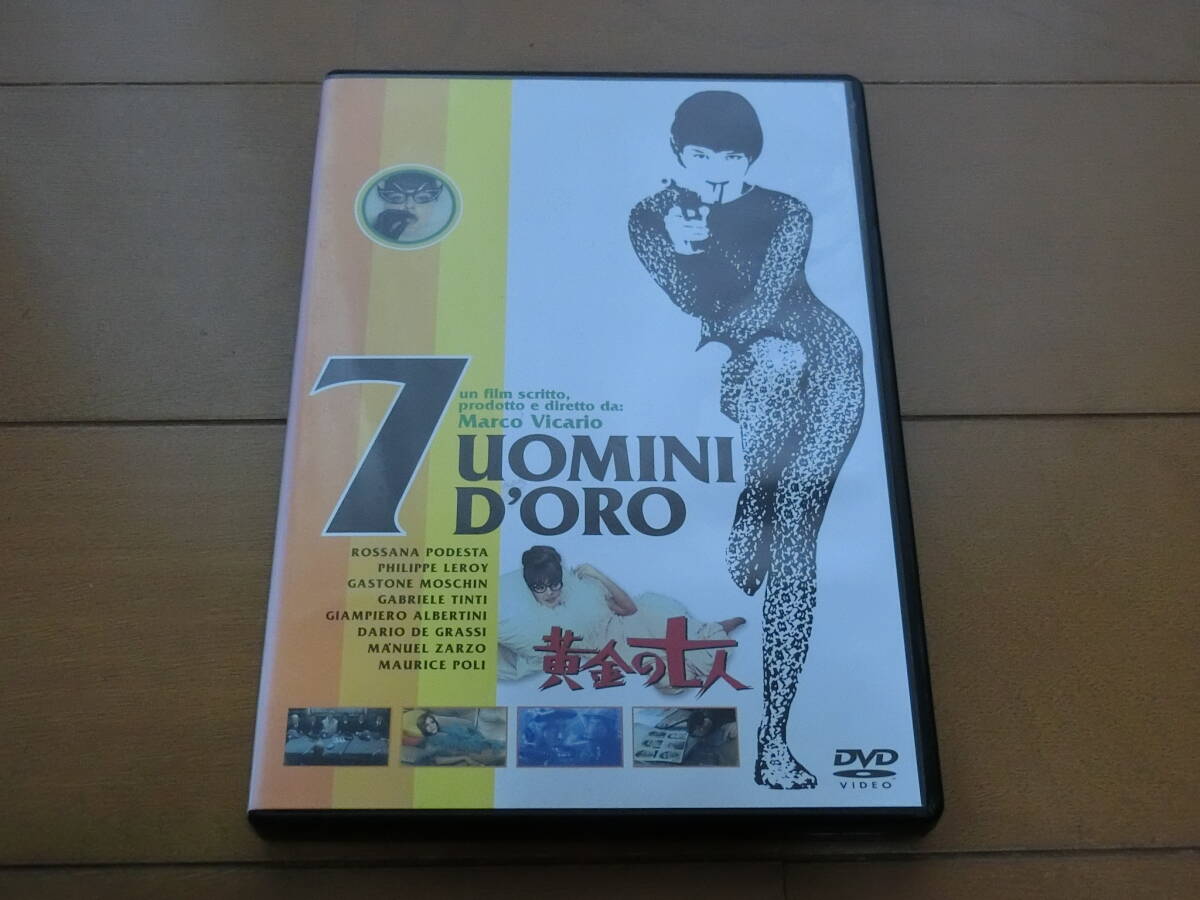 un film scritto,
prodotto e diretto da:
Marco Vicario
7 UOMINI
D'ORO
ROSSANA PODESTA
PHILIPPE LEROY
GASTONE MOSCHIN
GABRIELE TINTI
GIAMPIERO ALBERTINI
DARIO DE GRASSI
MANUEL ZARZO
MAURICE POLI
黄金の七人
DVD
VIDEO